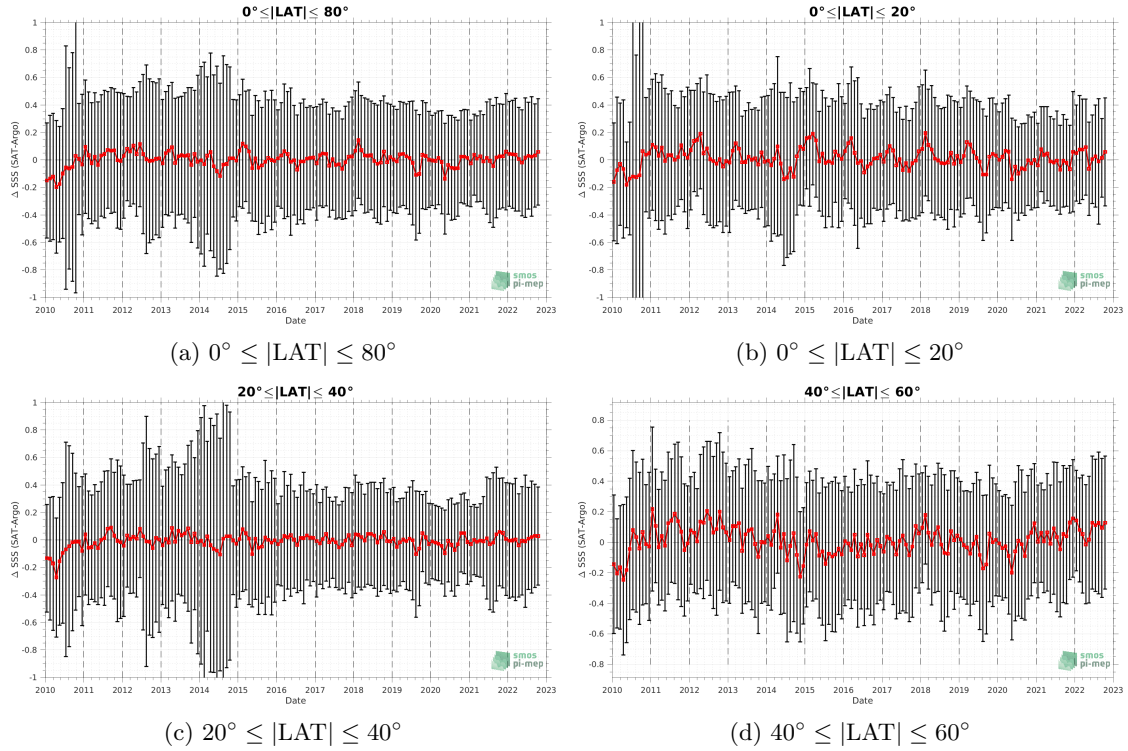 0°≤|LAT|≤ 80°
Δ SSS (SAT-Argo)
1
0.8
0.6
0.4
0.2
0
-0.2
-0.4
-0.6
-0.8
-1
2010 2011 2012 2013 2014 2015 2016 2017 2018 2019 2020 2021 2022 2023
Date
smos
pi-mep
(a) 0° ≤ |LAT| ≤ 80°
0°≤|LAT|≤ 20°
Δ SSS (SAT-Argo)
1
0.8
0.6
0.4
0.2
0
-0.2
-0.4
-0.6
-0.8
-1
2010 2011 2012 2013 2014 2015 2016 2017 2018 2019 2020 2021 2022 2023
Date
smos
pi-mep
(b) 0° ≤ |LAT| ≤ 20°
20°≤|LAT|≤ 40°
Δ SSS (SAT-Argo)
1
0.8
0.6
0.4
0.2
0
-0.2
-0.4
-0.6
-0.8
-1
2010 2011 2012 2013 2014 2015 2016 2017 2018 2019 2020 2021 2022 2023
Date
smos
pi-mep
(c) 20° ≤ |LAT| ≤ 40°
40°≤|LAT|≤ 60°
Δ SSS (SAT-Argo)
0.8
0.6
0.4
0.2
0
-0.2
-0.4
-0.6
-0.8
2010 2011 2012 2013 2014 2015 2016 2017 2018 2019 2020 2021 2022 2023
Date
smos
pi-mep
(d) 40° ≤ |LAT| ≤ 60°